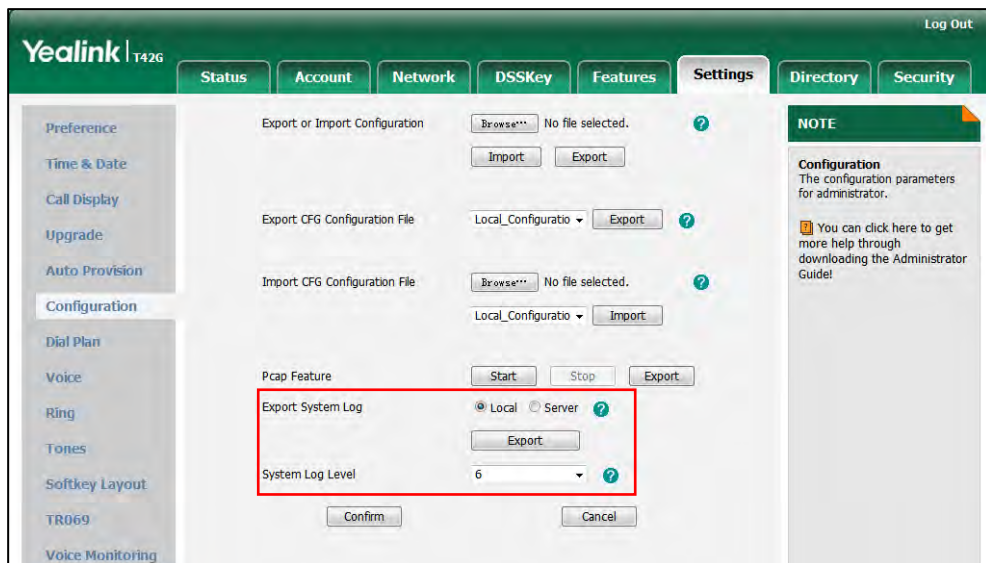 Log Out
Yealink | T42G
Status Account Network DSSKey Features Settings Directory Security
Preference
Time & Date
Call Display
Upgrade
Auto Provision
Configuration
Dial Plan
Voice
Ring
Tones
Softkey Layout
TR069
Voice Monitoring
Export or Import Configuration Browse... No file selected. ?
Import Export
Export CFG Configuration File Local_Configuratio Export ?
Import CFG Configuration File Browse... No file selected. ?
Local_Configuratio Import
Pcap Feature Start Stop Export
Export System Log Local Server ?
Export
System Log Level 6 ?
Confirm Cancel
NOTE
Configuration
The configuration parameters
for administrator.
? You can click here to get
more help through
downloading the Administrator
Guide!